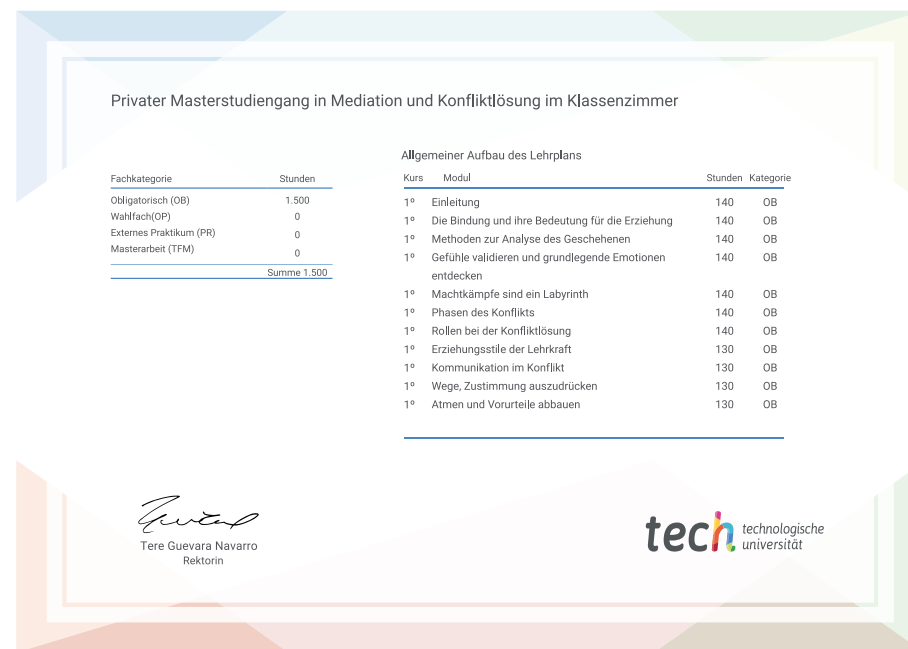 Privater Masterstudiengang in Mediation und Konfliktlösung im Klassenzimmer
Fachkategorie Stunden
Obligatorisch (OB) 1.500
Wahlfach(OP) 0
Externes Praktikum (PR) 0
Masterarbeit (TFM) 0
Summe 1.500
Allgemeiner Aufbau des Lehrplans
Kurs Modul Stunden Kategorie
1º Einleitung 140 OB
1º Die Bindung und ihre Bedeutung für die Erziehung 140 OB
1º Methoden zur Analyse des Geschehenen 140 OB
1º Gefühle validieren und grundlegende Emotionen 140 OB
entdecken
1º Machtkämpfe sind ein Labyrinth 140 OB
1º Phasen des Konflikts 140 OB
1º Rollen bei der Konfliktlösung 140 OB
1º Erziehungsstile der Lehrkraft 130 OB
1º Kommunikation im Konflikt 130 OB
1º Wege, Zustimmung auszudrücken 130 OB
1º Atmen und Vorurteile abbauen 130 OB
Tere Guevara Navarro
Rektorin
tech technologische
universität